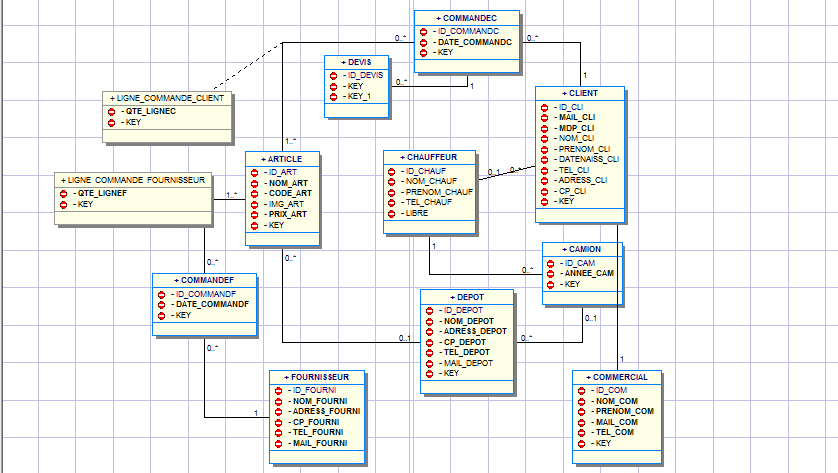 + COMMANDEC
- ID_COMMANDC
- DATE_COMMANDC
- KEY
0..*
0..*
+ DEVIS
- ID_DEVIS
- KEY
- KEY_1
0..*
1
1
+ LIGNE_COMMANDE_CLIENT
- QTE_LIGNEC
- KEY
+ CLIENT
- ID_CLI
- MAIL_CLI
- MDP_CLI
- NOM_CLI
- PRENOM_CLI
- DATENAISS_CLI
- TEL_CLI
- ADRESS_CLI
- CP_CLI
- KEY
1..*
+ ARTICLE
- ID_ART
- NOM_ART
- CODE_ART
- IMG_ART
- PRIX_ART
- KEY
+ CHAUFFEUR
- ID_CHAUF
- NOM_CHAUF
- PRENOM_CHAUF
- TEL_CHAUF
- LIBRE
0..1
0..*
+ LIGNE COMMANDE FOURNISSEUR
- QTE_LIGNEF
- KEY
1..*
0..*
0..*
1
0..*
+ CAMION
- ID_CAM
- ANNEE_CAM
- KEY
+ COMMANDEF
- ID_COMMANDF
- DATE_COMMANDF
- KEY
+ DEPOT
- ID_DEPOT
- NOM_DEPOT
- ADRESS_DEPOT
- CP_DEPOT
- TEL_DEPOT
- MAIL_DEPOT
- KEY
0..1
0..*
0..1
0..*
1
1
+ FOURNISSEUR
- ID_FOURNI
- NOM_FOURNI
- ADRESS_FOURNI
- CP_FOURNI
- TEL_FOURNI
- MAIL_FOURNI
+ COMMERCIAL
- ID_COM
- NOM_COM
- PRENOM_COM
- MAIL_COM
- TEL_COM
- KEY